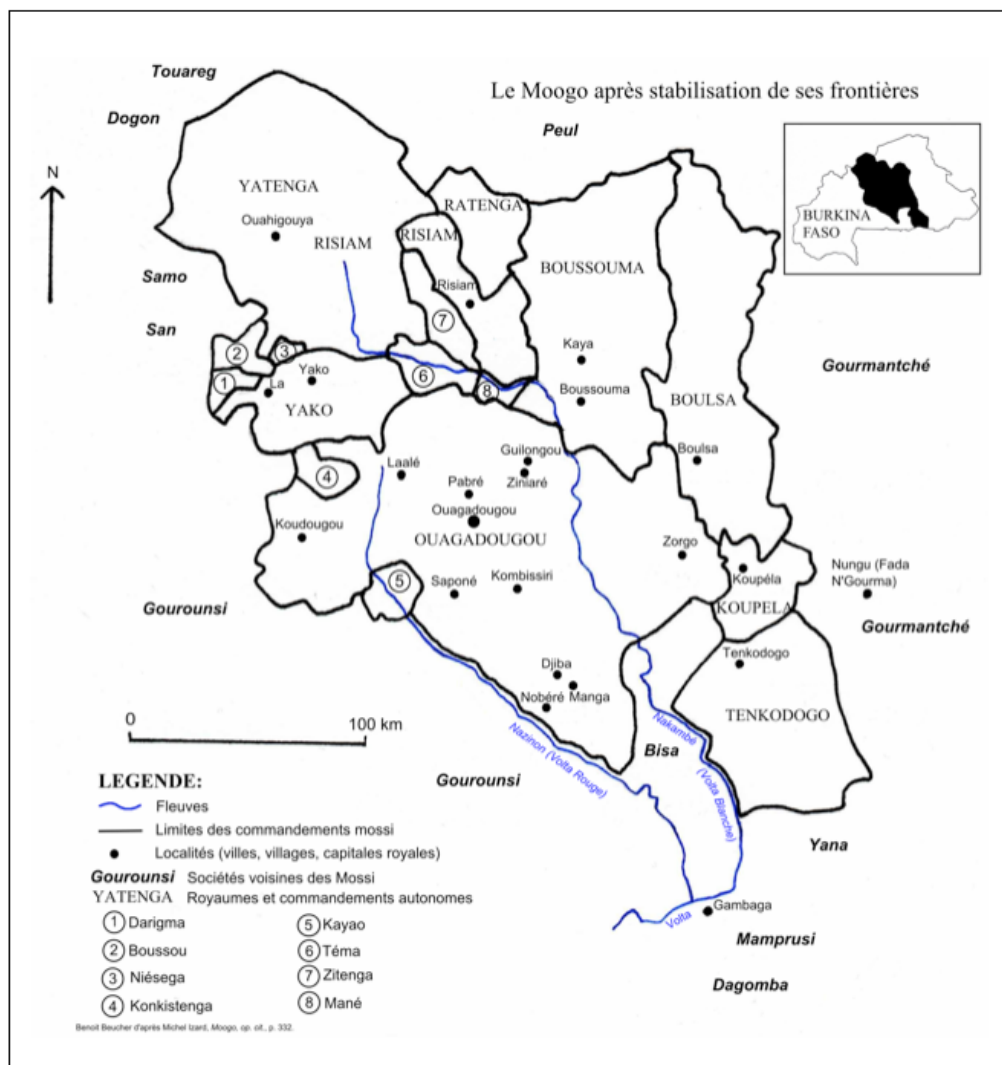 Le Moogo après stabilisation de ses frontières
Touareg
Dogon
Peul
N
YATENGA
Ouahigouya
RISIAM
RATENGA
RISIAM
Risiam
BOUSSOUMA
BURKINA
FASO
Samo
San
7
2
3
1
La
Yako
YAKO
6
8
Kaya
Boussouma
Gourmantché
BOULSA
Boulsa
4
Laalé
Guilongou
Ziniaré
Pabré
Ouagadougou
OUAGADOUGOU
Koudougou
Zorgo
Koupéla
KOUPELA
Nungu (Fada
N'Gourma)
Gourounsi
5
Saponé
Kombissiri
Gourmantché
Djiba
Nobéré
Manga
Tenkodogo
TENKODOGO
0
100 km
Bisa
Nakambé (Volta Blanche)
Nazinon (Volta Rouge)
Gourounsi
Yana
Volta
Gambaga
Mamprusi
Dagomba
LEGENDE:
Fleuves
Limites des commandements mossi
Localités (villes, villages, capitales royales)
Gourounsi Sociétés voisines des Mossi
YATENGA Royaumes et commandements autonomes
1 Darigma
2 Boussou
3 Niésega
4 Konkistenga
5 Kayao
6 Téma
7 Zitenga
8 Mané
Benoit Beucher d'après Michel Izard, Moogo, op. cit., p. 332.